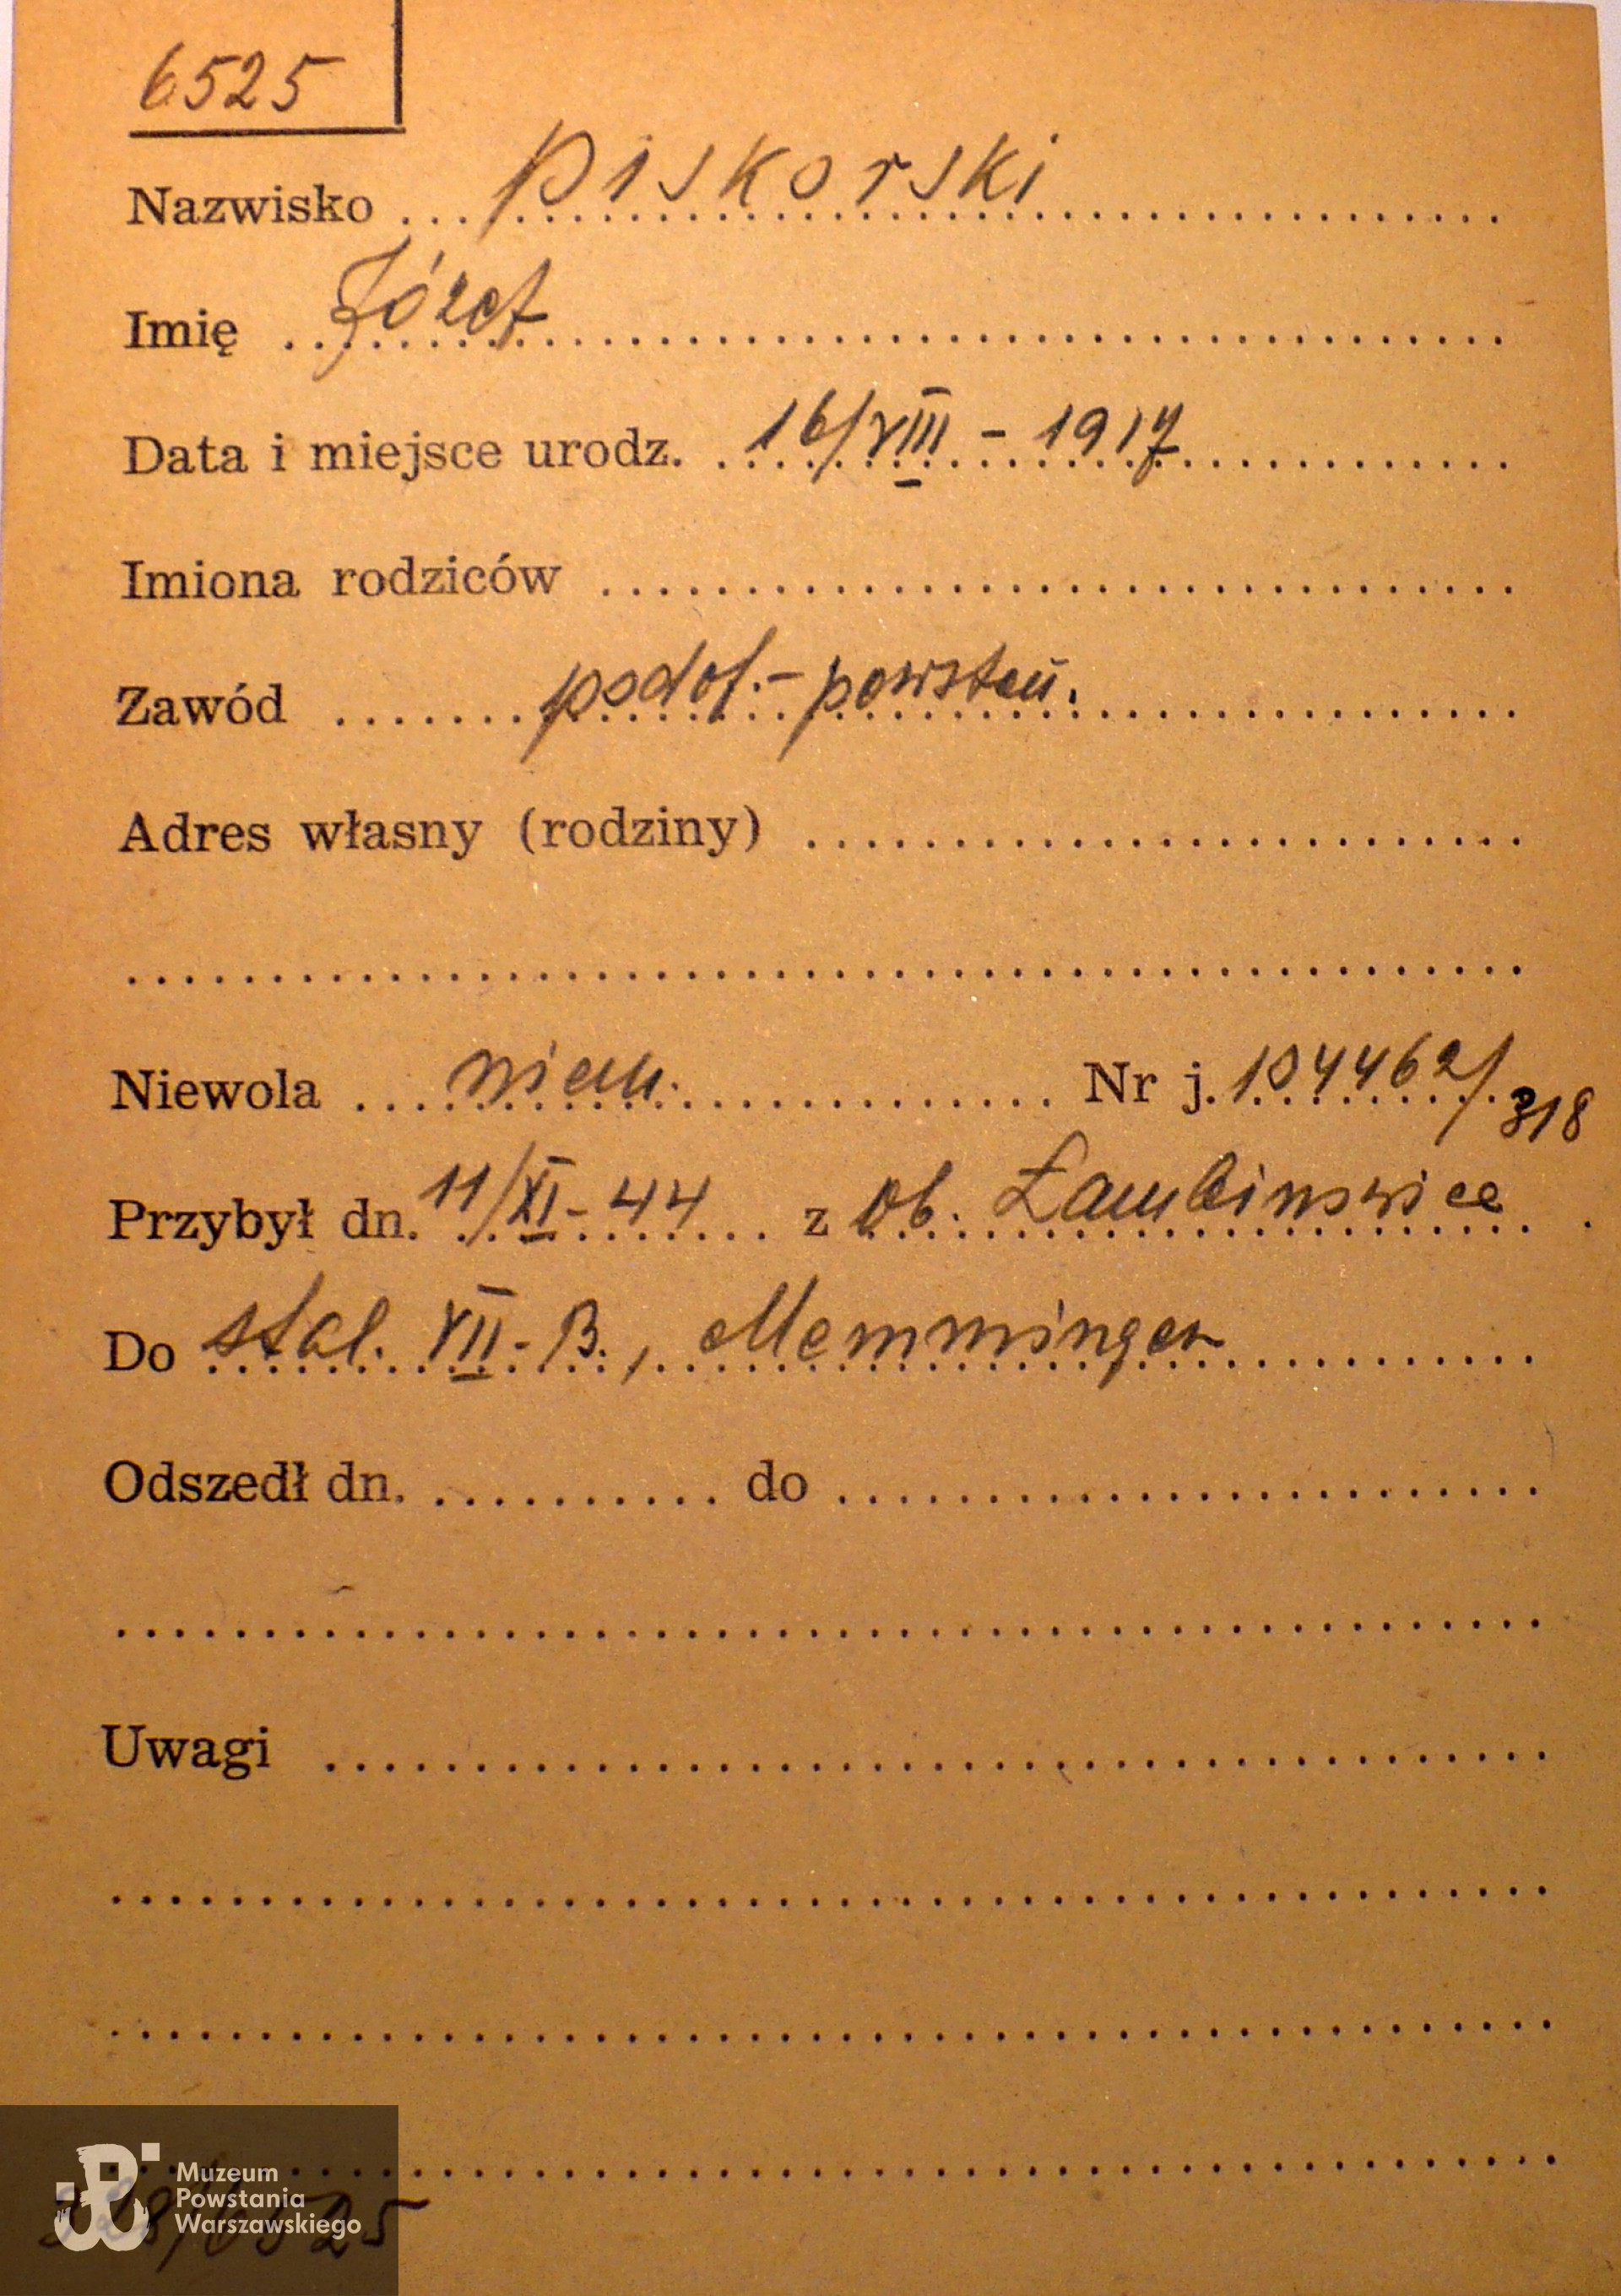 6525
Nazwisko ... Piskorski
Imię ... Józef
Data i miejsce urodz. ... 16/VIII - 1917
Imiona rodziców ...
Zawód ... podof. - powstań.
Adres własny (rodziny) ...
Niewola ... niem. ... Nr j. 104462/318
Przybył dn. 11/XI - 44 ... z ob. Łambinowice
Do stal. VII - B., Memmingen
Odszedł dn. ... do ...
Uwagi ...
Muzeum
Powstania
Warszawskiego